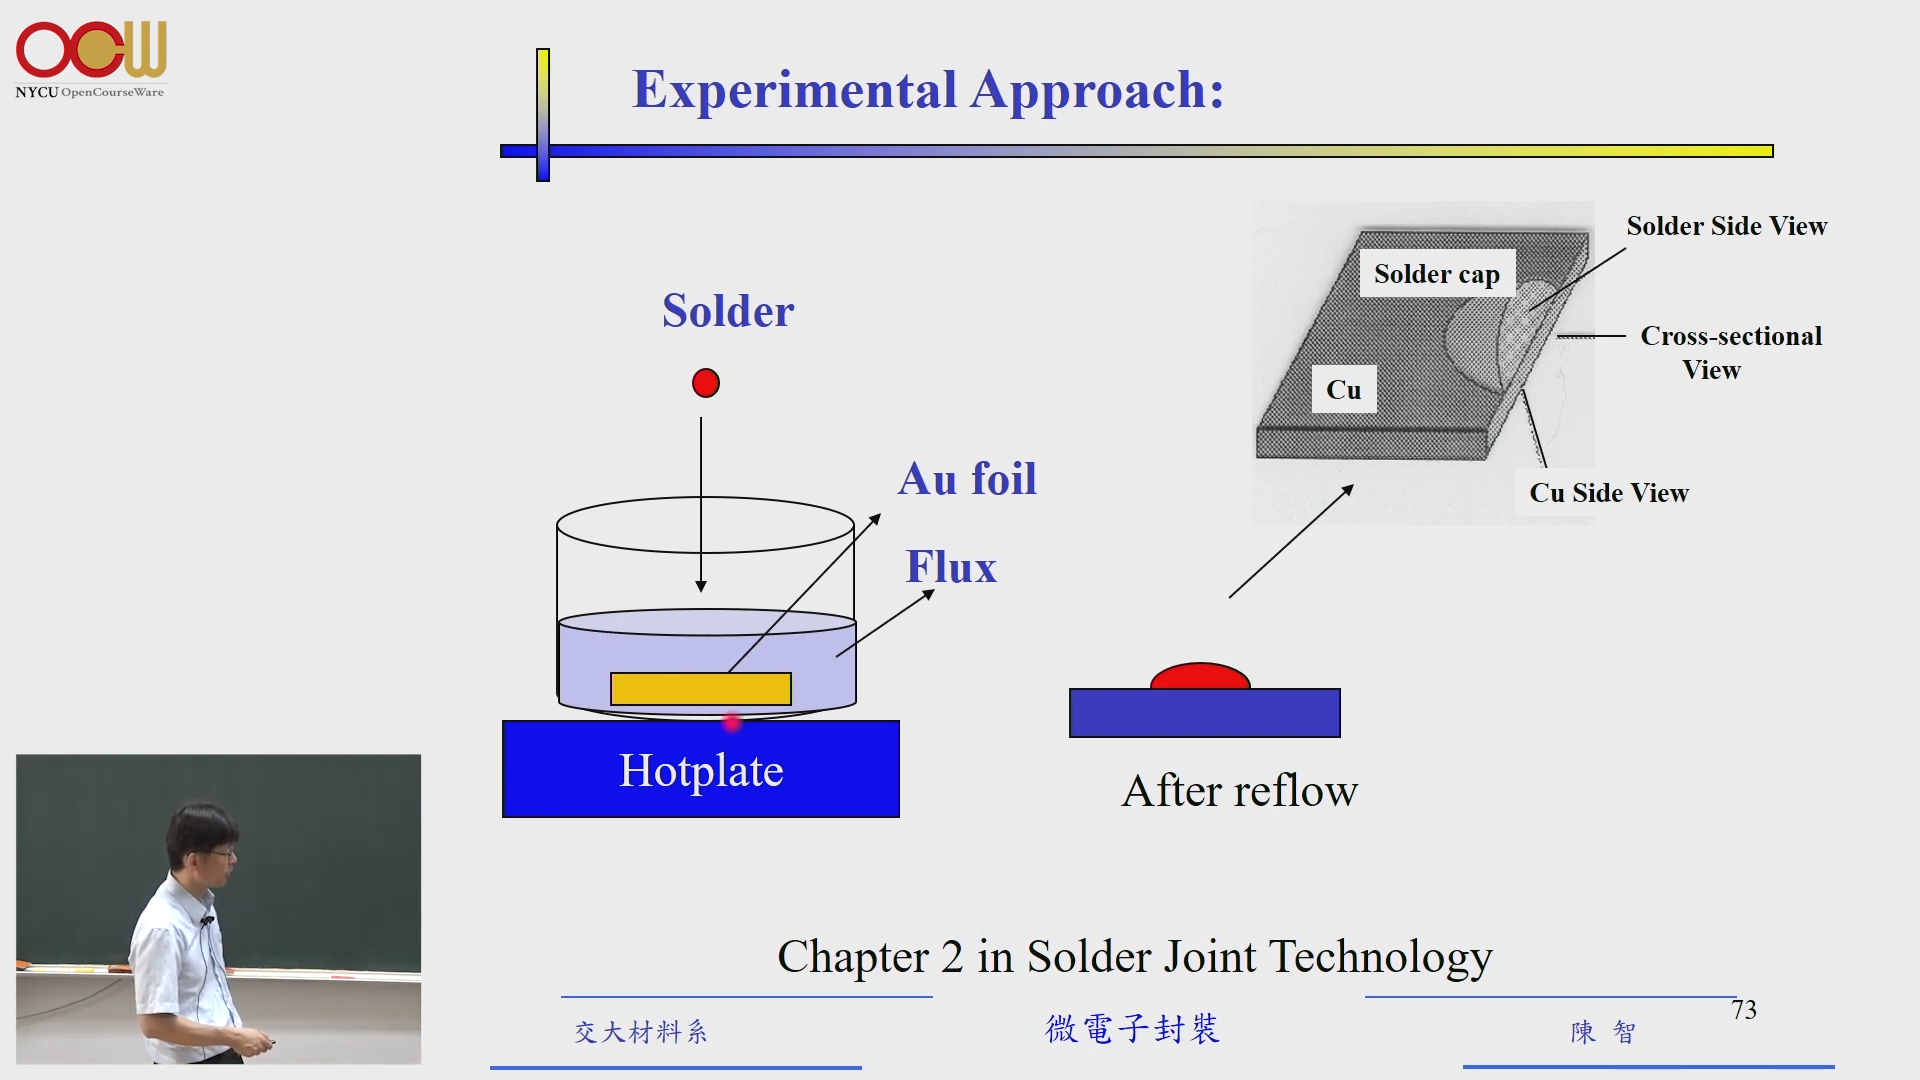 OCW
NYCU OpenCourseWare
Experimental Approach:
Solder Side View
Solder cap
Solder
Cross-sectional
View
Cu
Au foil
Cu Side View
Flux
Hotplate
After reflow
Chapter 2 in Solder Joint Technology
73
交大材料系
微電子封裝
陳 智